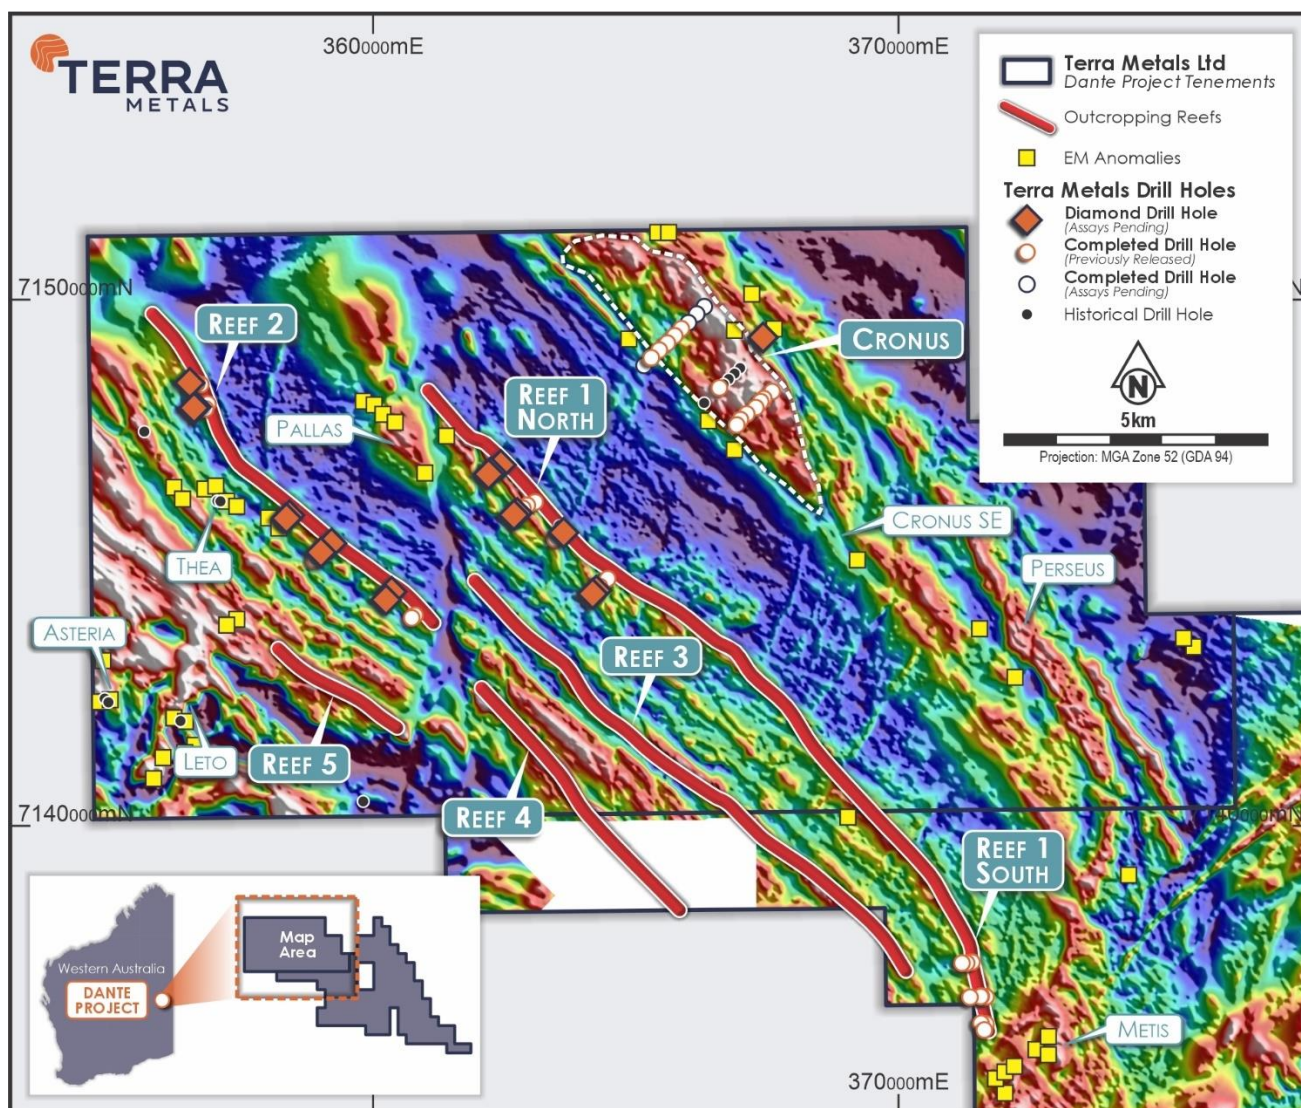 360000mE
370000mE
TERRA
METALS
Terra Metals Ltd
Dante Project Tenements
Outcropping Reefs
EM Anomalies
Terra Metals Drill Holes
Diamond Drill Hole
(Assays Pending)
Completed Drill Hole
(Previously Released)
Completed Drill Hole
(Assays Pending)
Historical Drill Hole
N
5km
Projection: MGA Zone 52 (GDA 94)
7150000mN
REEF 2
CRONUS
REEF 1
NORTH
PALLAS
CRONUS SE
THEA
PERSEUS
ASTERIA
REEF 3
LETO
REEF 5
REEF 4
7140000mN
REEF 1
SOUTH
Western Australia
DANTE
PROJECT
Map
Area
METIS
370000mE